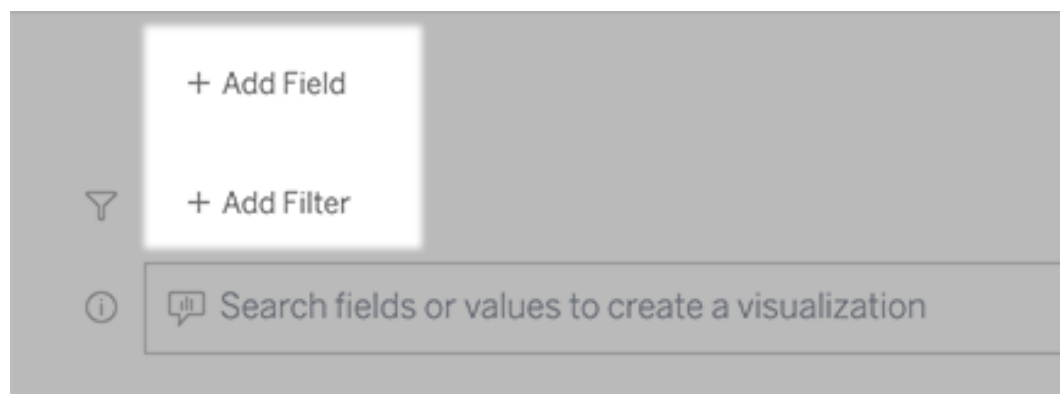 + Add Field
+ Add Filter
Search fields or values to create a visualization